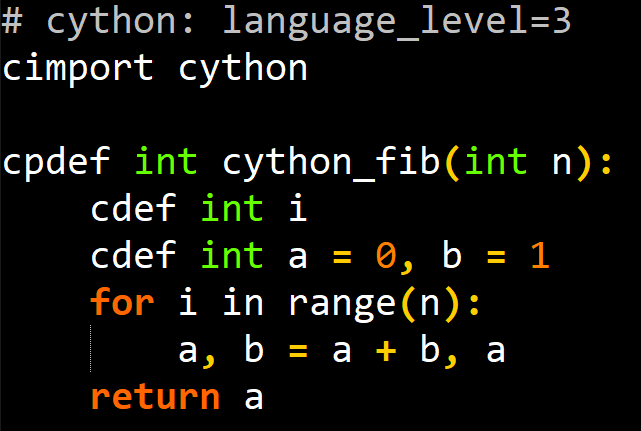 # cython: language_level=3
cimport cython

cpdef int cython_fib(int n):
    cdef int i
    cdef int a = 0, b = 1
    for i in range(n):
        a, b = a + b, a
    return a